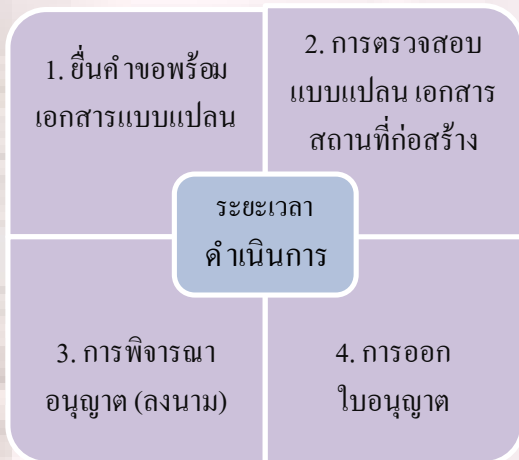 1. ยื่นคำขอพร้อม
เอกสารแบบแปลน
2. การตรวจสอบ
แบบแปลน เอกสาร
สถานที่ก่อสร้าง
ระยะเวลา
ดำเนินการ
3. การพิจารณา
อนุญาต (ลงนาม)
4. การออก
ใบอนุญาต